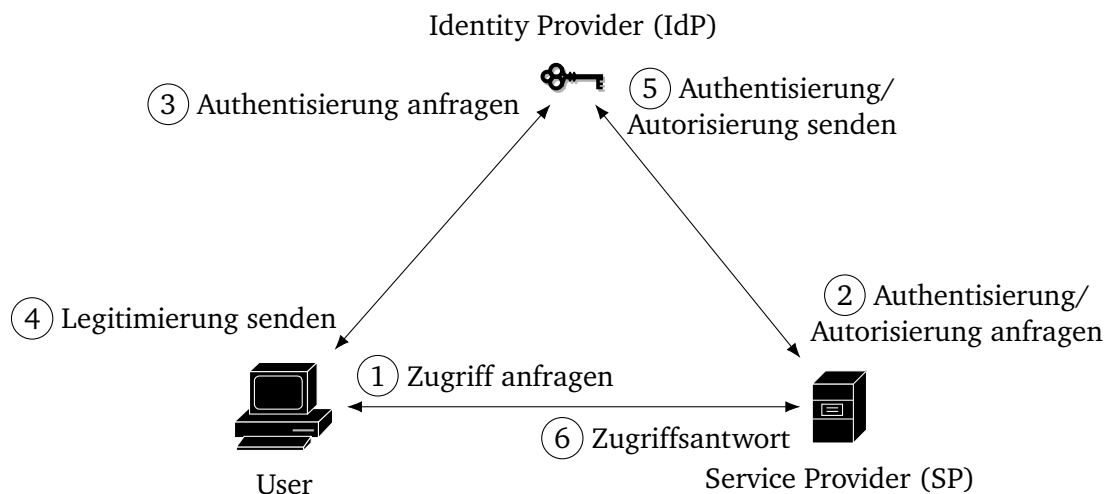 Identity Provider (IdP)
3 Authentisierung anfragen
5 Authentisierung/
Autorisierung senden
4 Legitimierung senden
2 Authentisierung/
Autorisierung anfragen
1 Zugriff anfragen
6 Zugriffsantwort
User
Service Provider (SP)